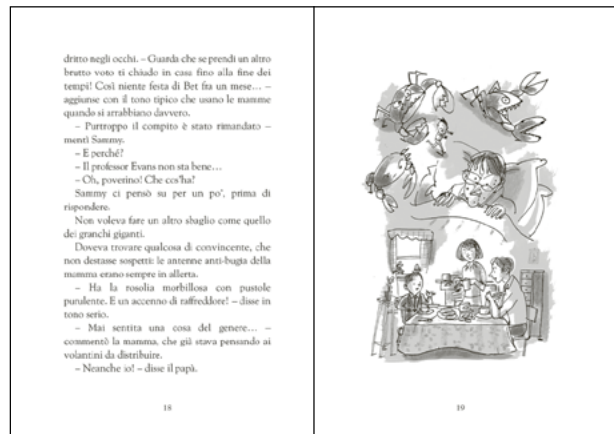 dritto negli occhi. – Guarda che se prendi un altro
brutto voto ti chiudo in casa fino alla fine dei
tempi! Così niente festa di Bet fra un mese... –
aggiunse con il tono tipico che usano le mamme
quando si arrabbiano davvero.
– Purtroppo il compito è stato rimandato –
mentì Sammy.
– E perché?
– Il professor Evans non sta bene...
– Oh, poverino! Che cos'ha?
Sammy ci pensò su per un po', prima di
rispondere.
Non voleva fare un altro sbaglio come quello
dei granchi giganti.
Doveva trovare qualcosa di convincente, che
non destasse sospetti: le antenne anti-bugia della
mamma erano sempre in allerta.
– Ha la rosolia morbillosa con pustole
purulente. E un accenno di raffreddore! – disse in
tono serio.
– Mai sentita una cosa del genere... –
commentò la mamma, che già stava pensando ai
volantini da distribuire.
– Neanche io! – disse il papà.
18
19